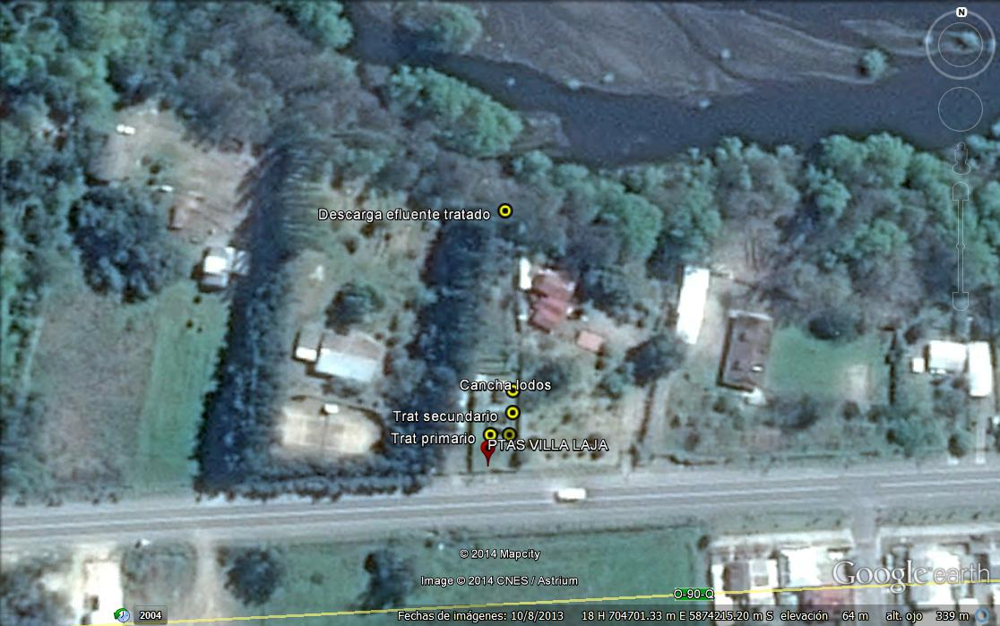 N
Descarga efluente tratado
Cancha lodos
Trat secundario
Trat primario
PTAS VILLA LAJA
© 2014 Mapcity
Google earth
Image © 2014 CNES / Astrium
O-90-Q
2004
Fechas de imágenes: 10/8/2013 18 H 704701.33 m E 5874215.20 m S elevación 64 m alt. ojo 339 m